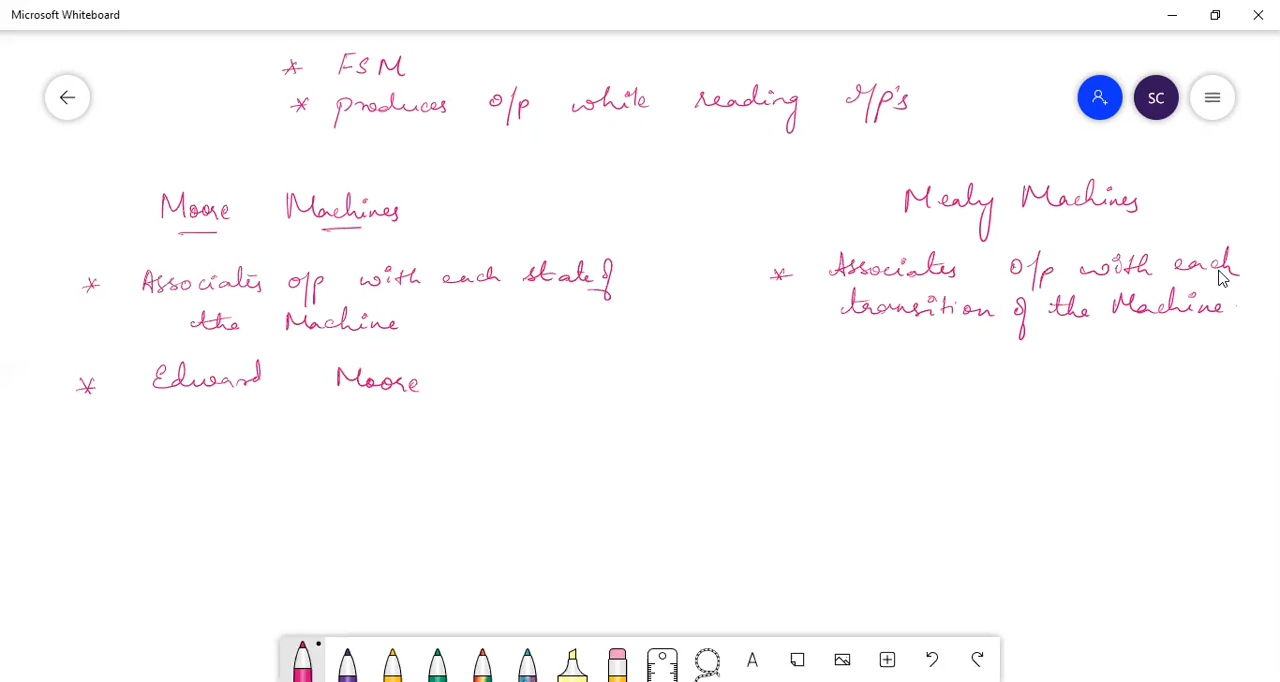 Microsoft Whiteboard
* FSM
* produces o/p while reading i/p's
SC
Moore Machines
* Associates o/p with each state of
the Machine
* Edward Moore
Mealy Machines
* Associates o/p with each
transition of the Machine.
A